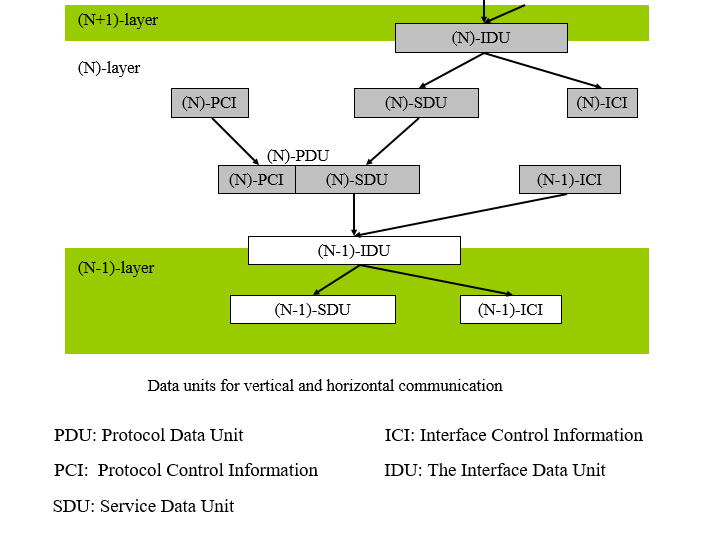 (N+1)-layer
(N)-IDU
(N)-layer
(N)-PCI (N)-SDU (N)-ICI
(N)-PDU
(N)-PCI (N)-SDU (N-1)-ICI
(N-1)-IDU
(N-1)-layer
(N-1)-SDU (N-1)-ICI
Data units for vertical and horizontal communication
PDU: Protocol Data Unit ICI: Interface Control Information
PCI: Protocol Control Information IDU: The Interface Data Unit
SDU: Service Data Unit